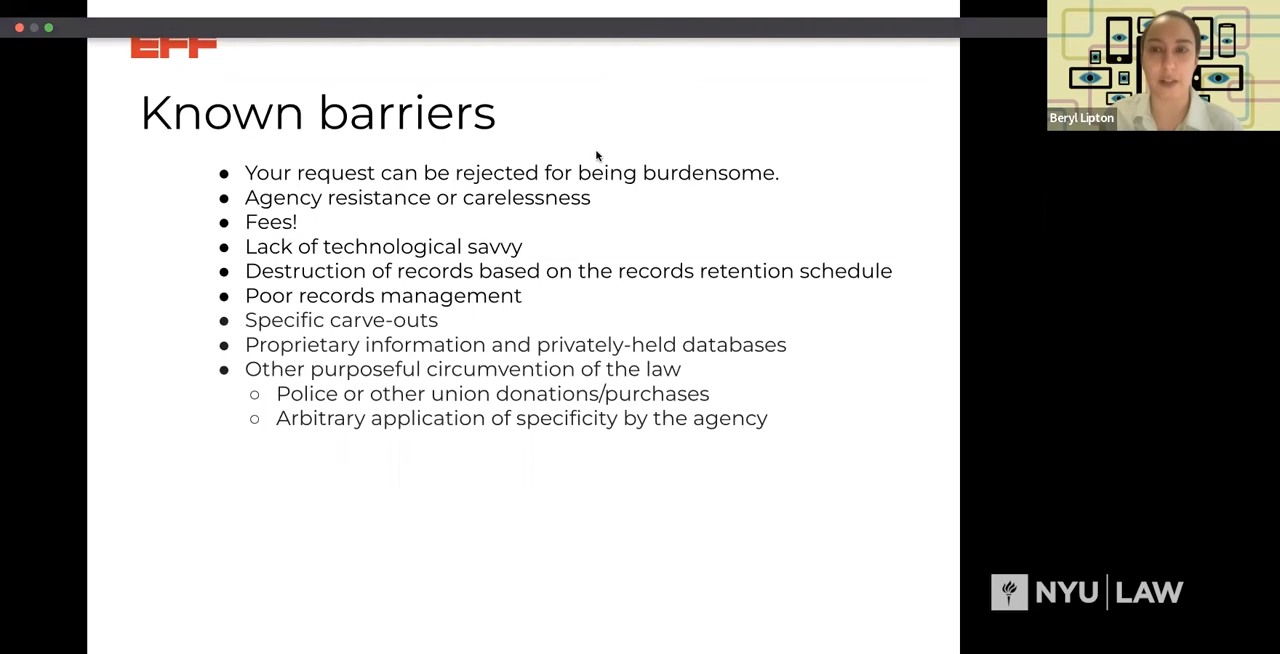 EFF
Known barriers
● Your request can be rejected for being burdensome.
● Agency resistance or carelessness
● Fees!
● Lack of technological savvy
● Destruction of records based on the records retention schedule
● Poor records management
● Specific carve-outs
● Proprietary information and privately-held databases
● Other purposeful circumvention of the law
○ Police or other union donations/purchases
○ Arbitrary application of specificity by the agency
Beryl Lipton
NYU | LAW